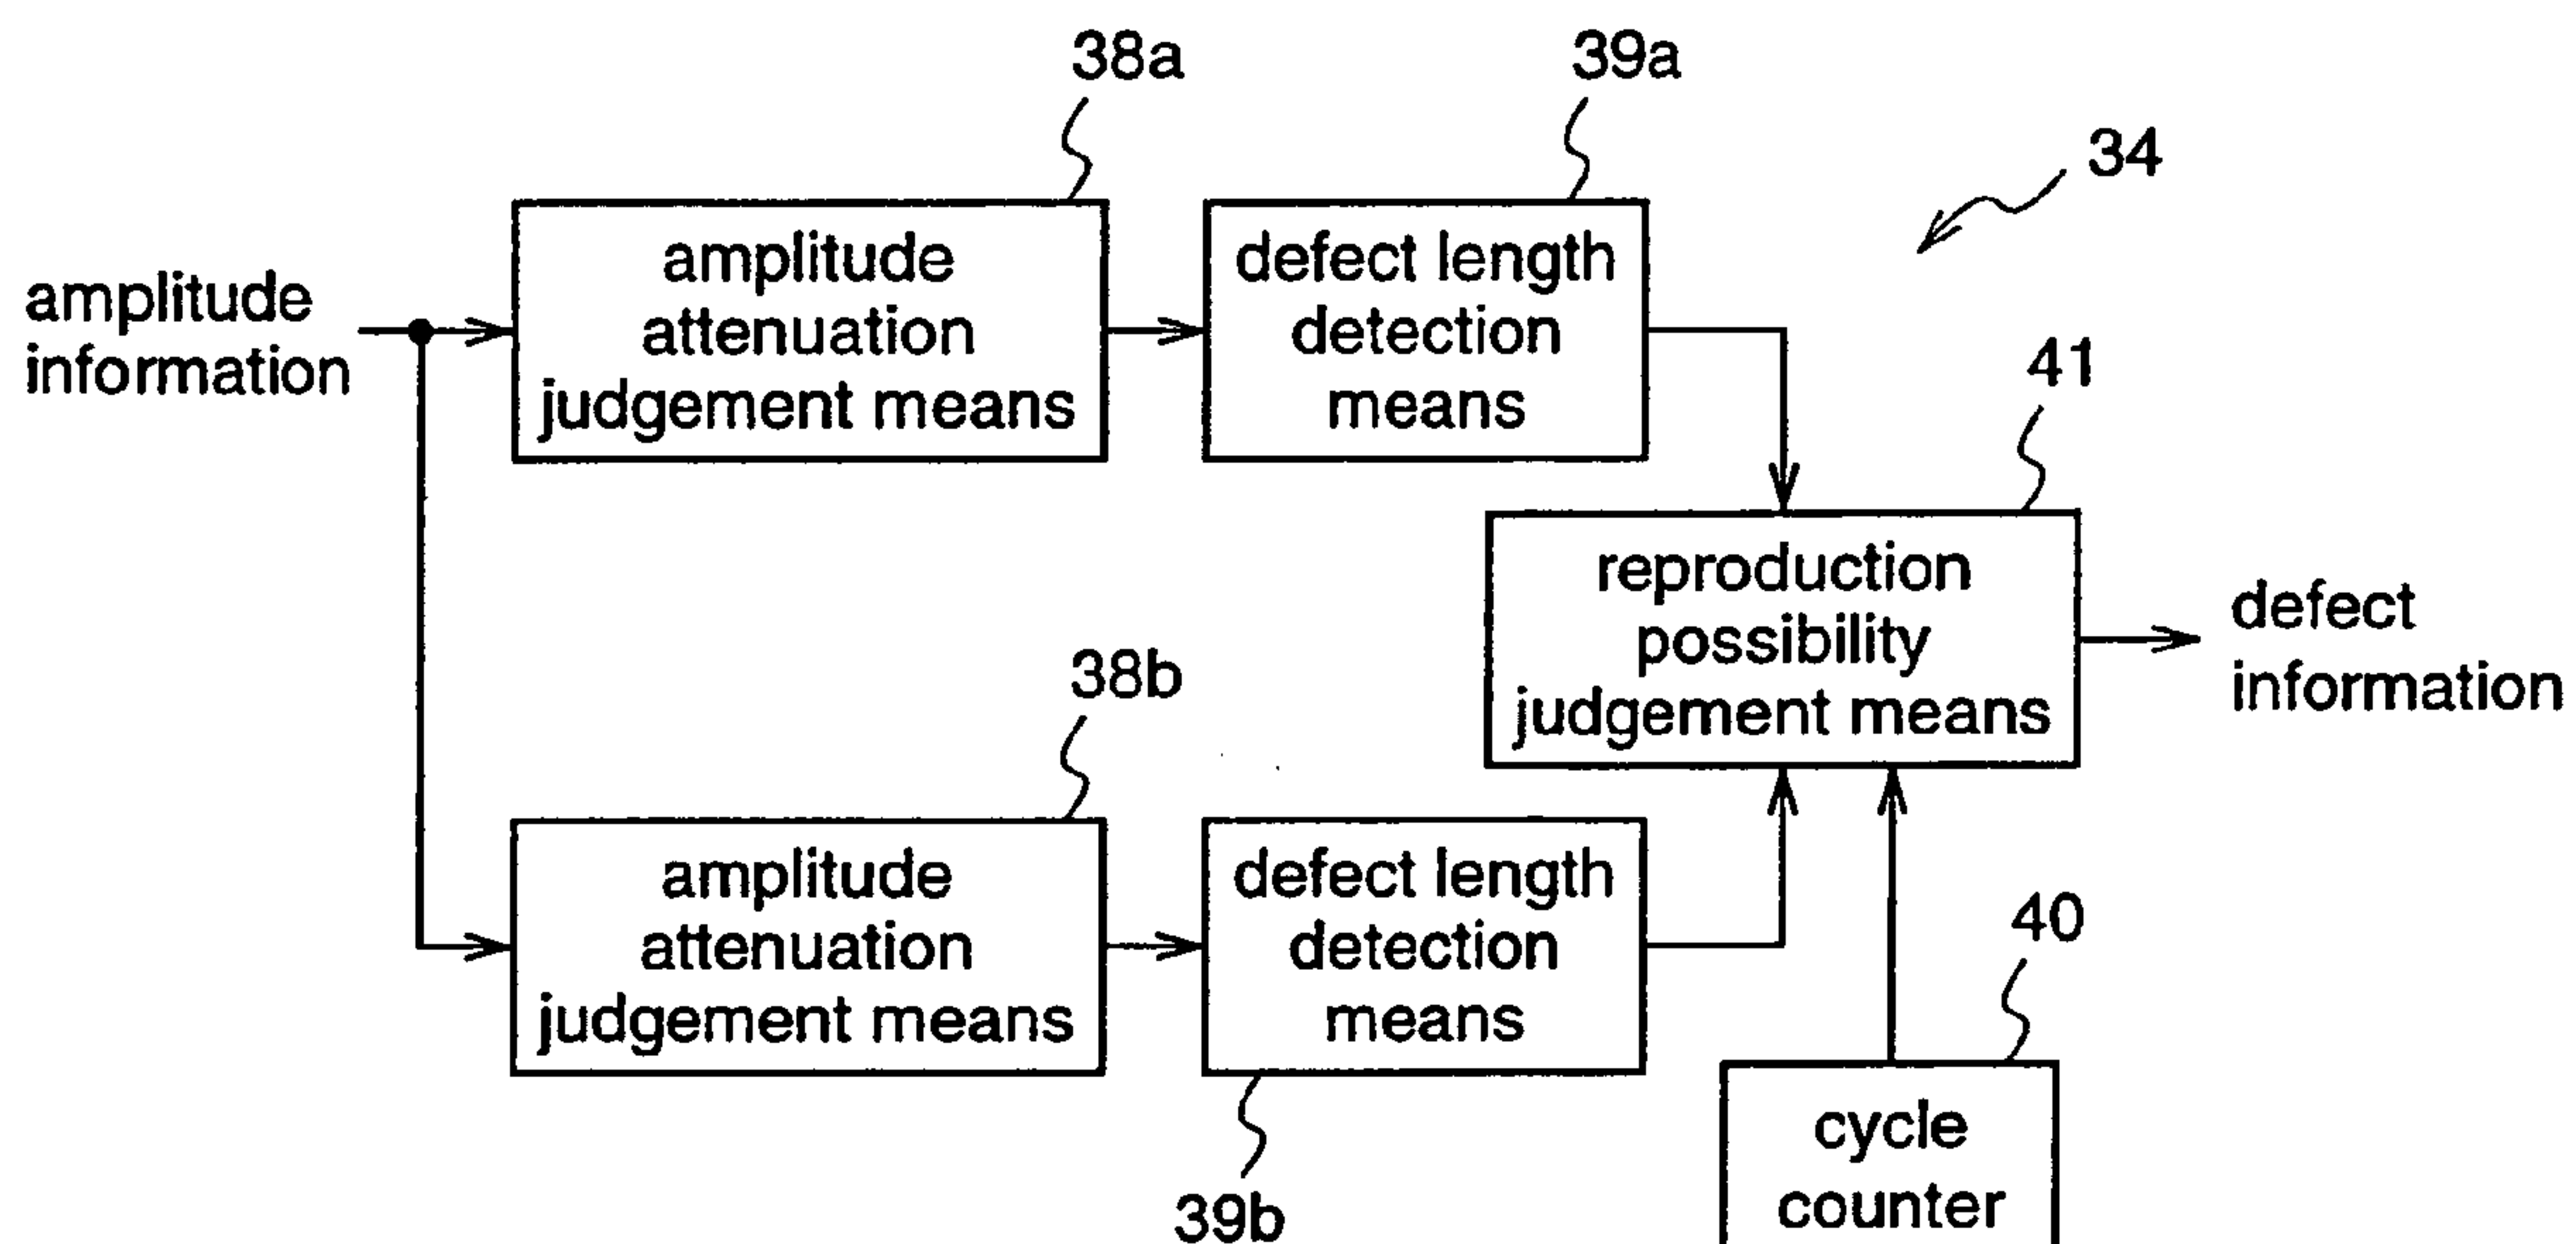 38a
39a
34
amplitude
information
amplitude
attenuation
judgement means
defect length
detection
means
41
reproduction
possibility
judgement means
defect
information
38b
amplitude
attenuation
judgement means
defect length
detection
means
39b
40
cycle
counter